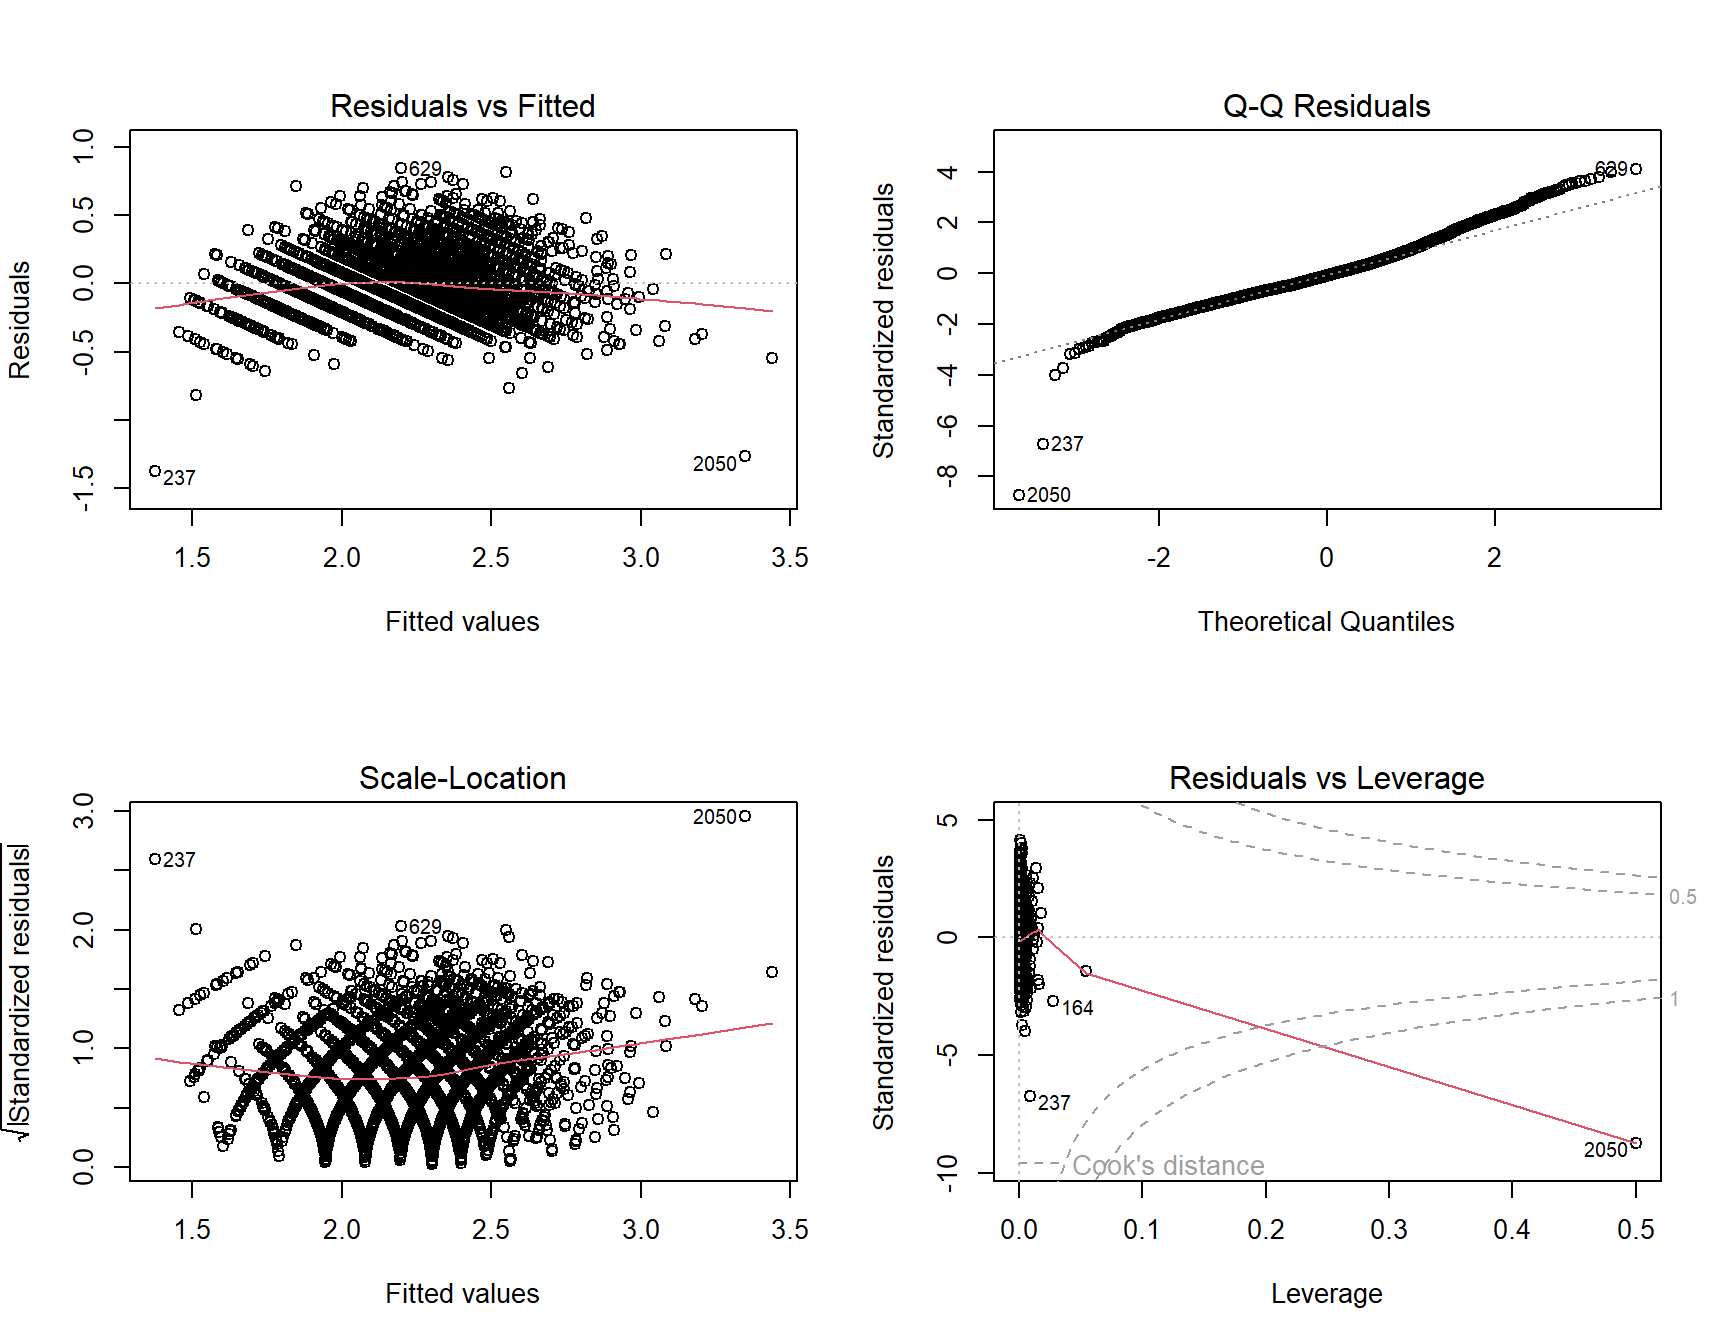 Residuals vs Fitted
Residuals
1.0
0.5
0.0
-0.5
-1.5
629
237
2050
1.5 2.0 2.5 3.0 3.5
Fitted values
Q-Q Residuals
Standardized residuals
4
2
0
-2
-4
-6
-8
629
237
2050
-2 0 2
Theoretical Quantiles
Scale-Location
√|Standardized residuals|
3.0
2.0
1.0
0.0
2050
237
629
1.5 2.0 2.5 3.0 3.5
Fitted values
Residuals vs Leverage
Standardized residuals
5
0
-5
-10
0.5
1
164
237
2050
Cook's distance
0.0 0.1 0.2 0.3 0.4 0.5
Leverage